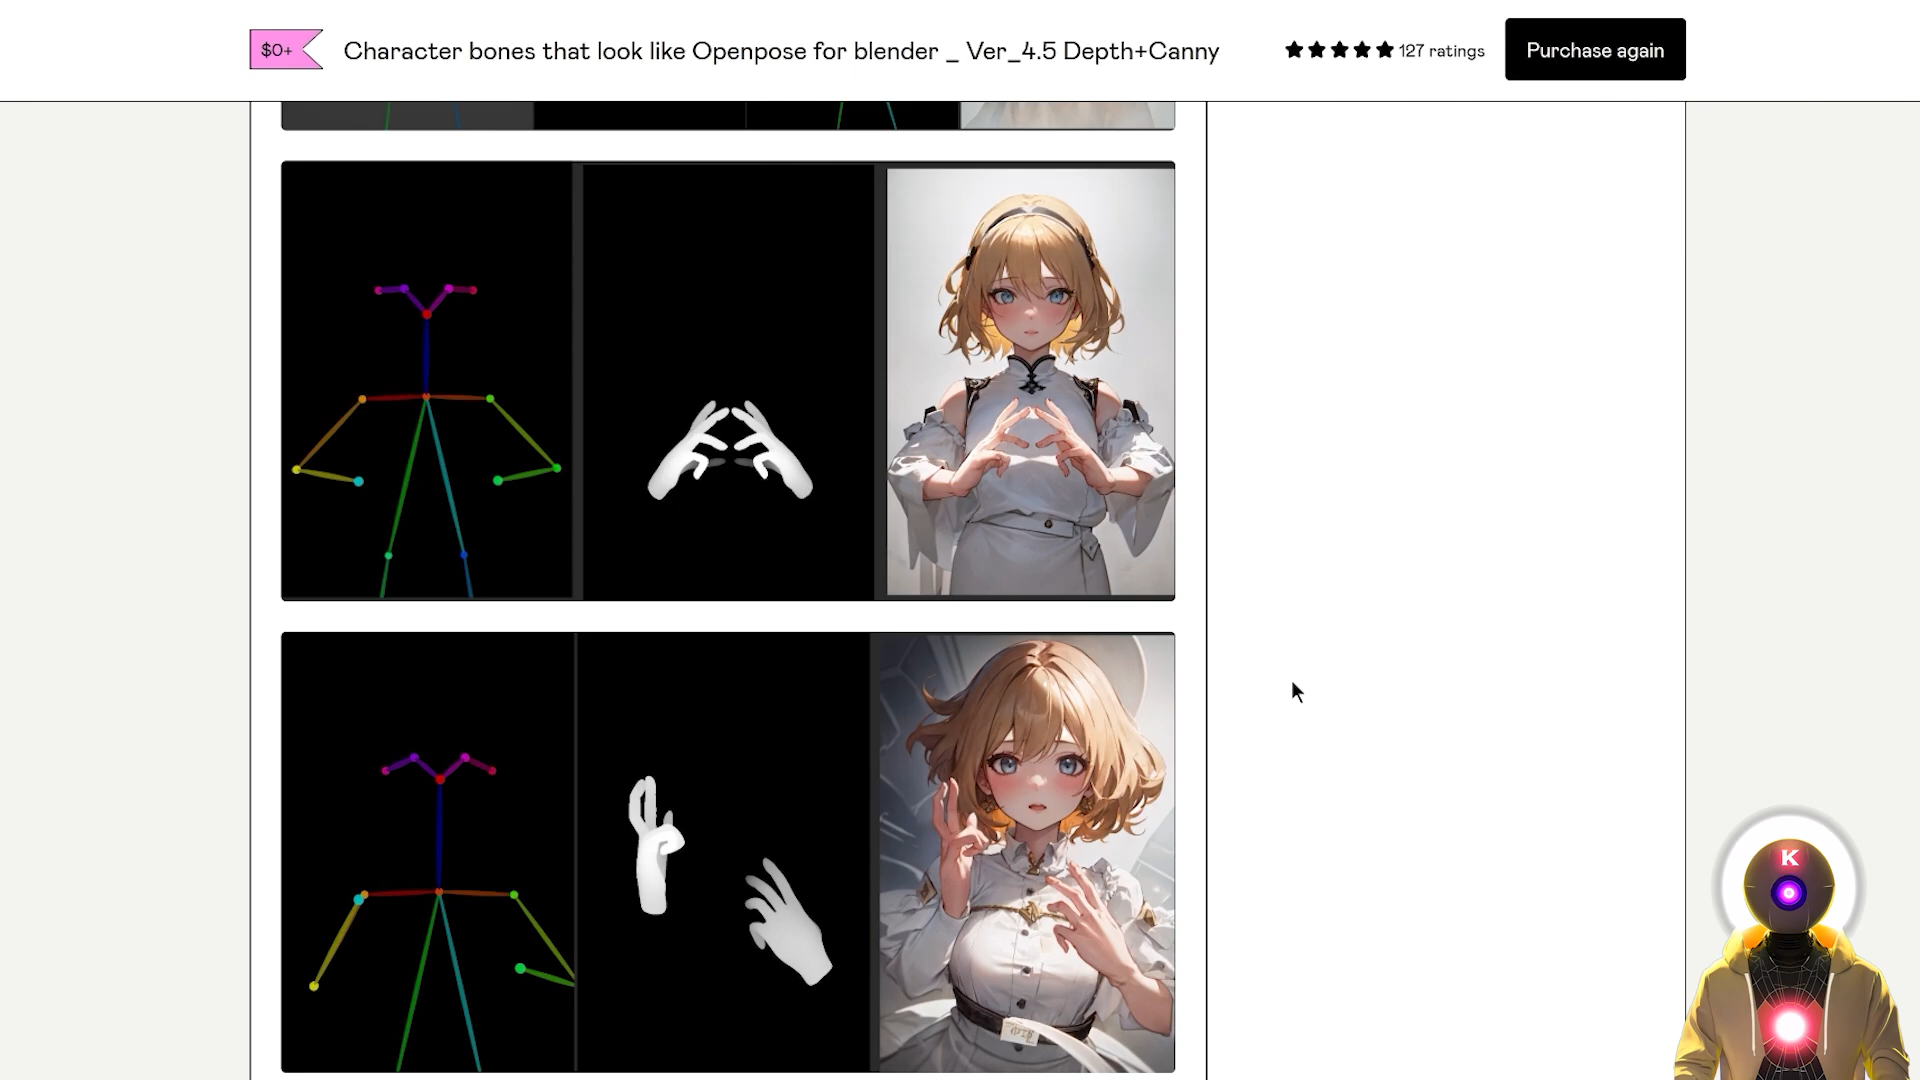 $0+
Character bones that look like Openpose for blender _ Ver_4.5 Depth+Canny
127 ratings
Purchase again
K